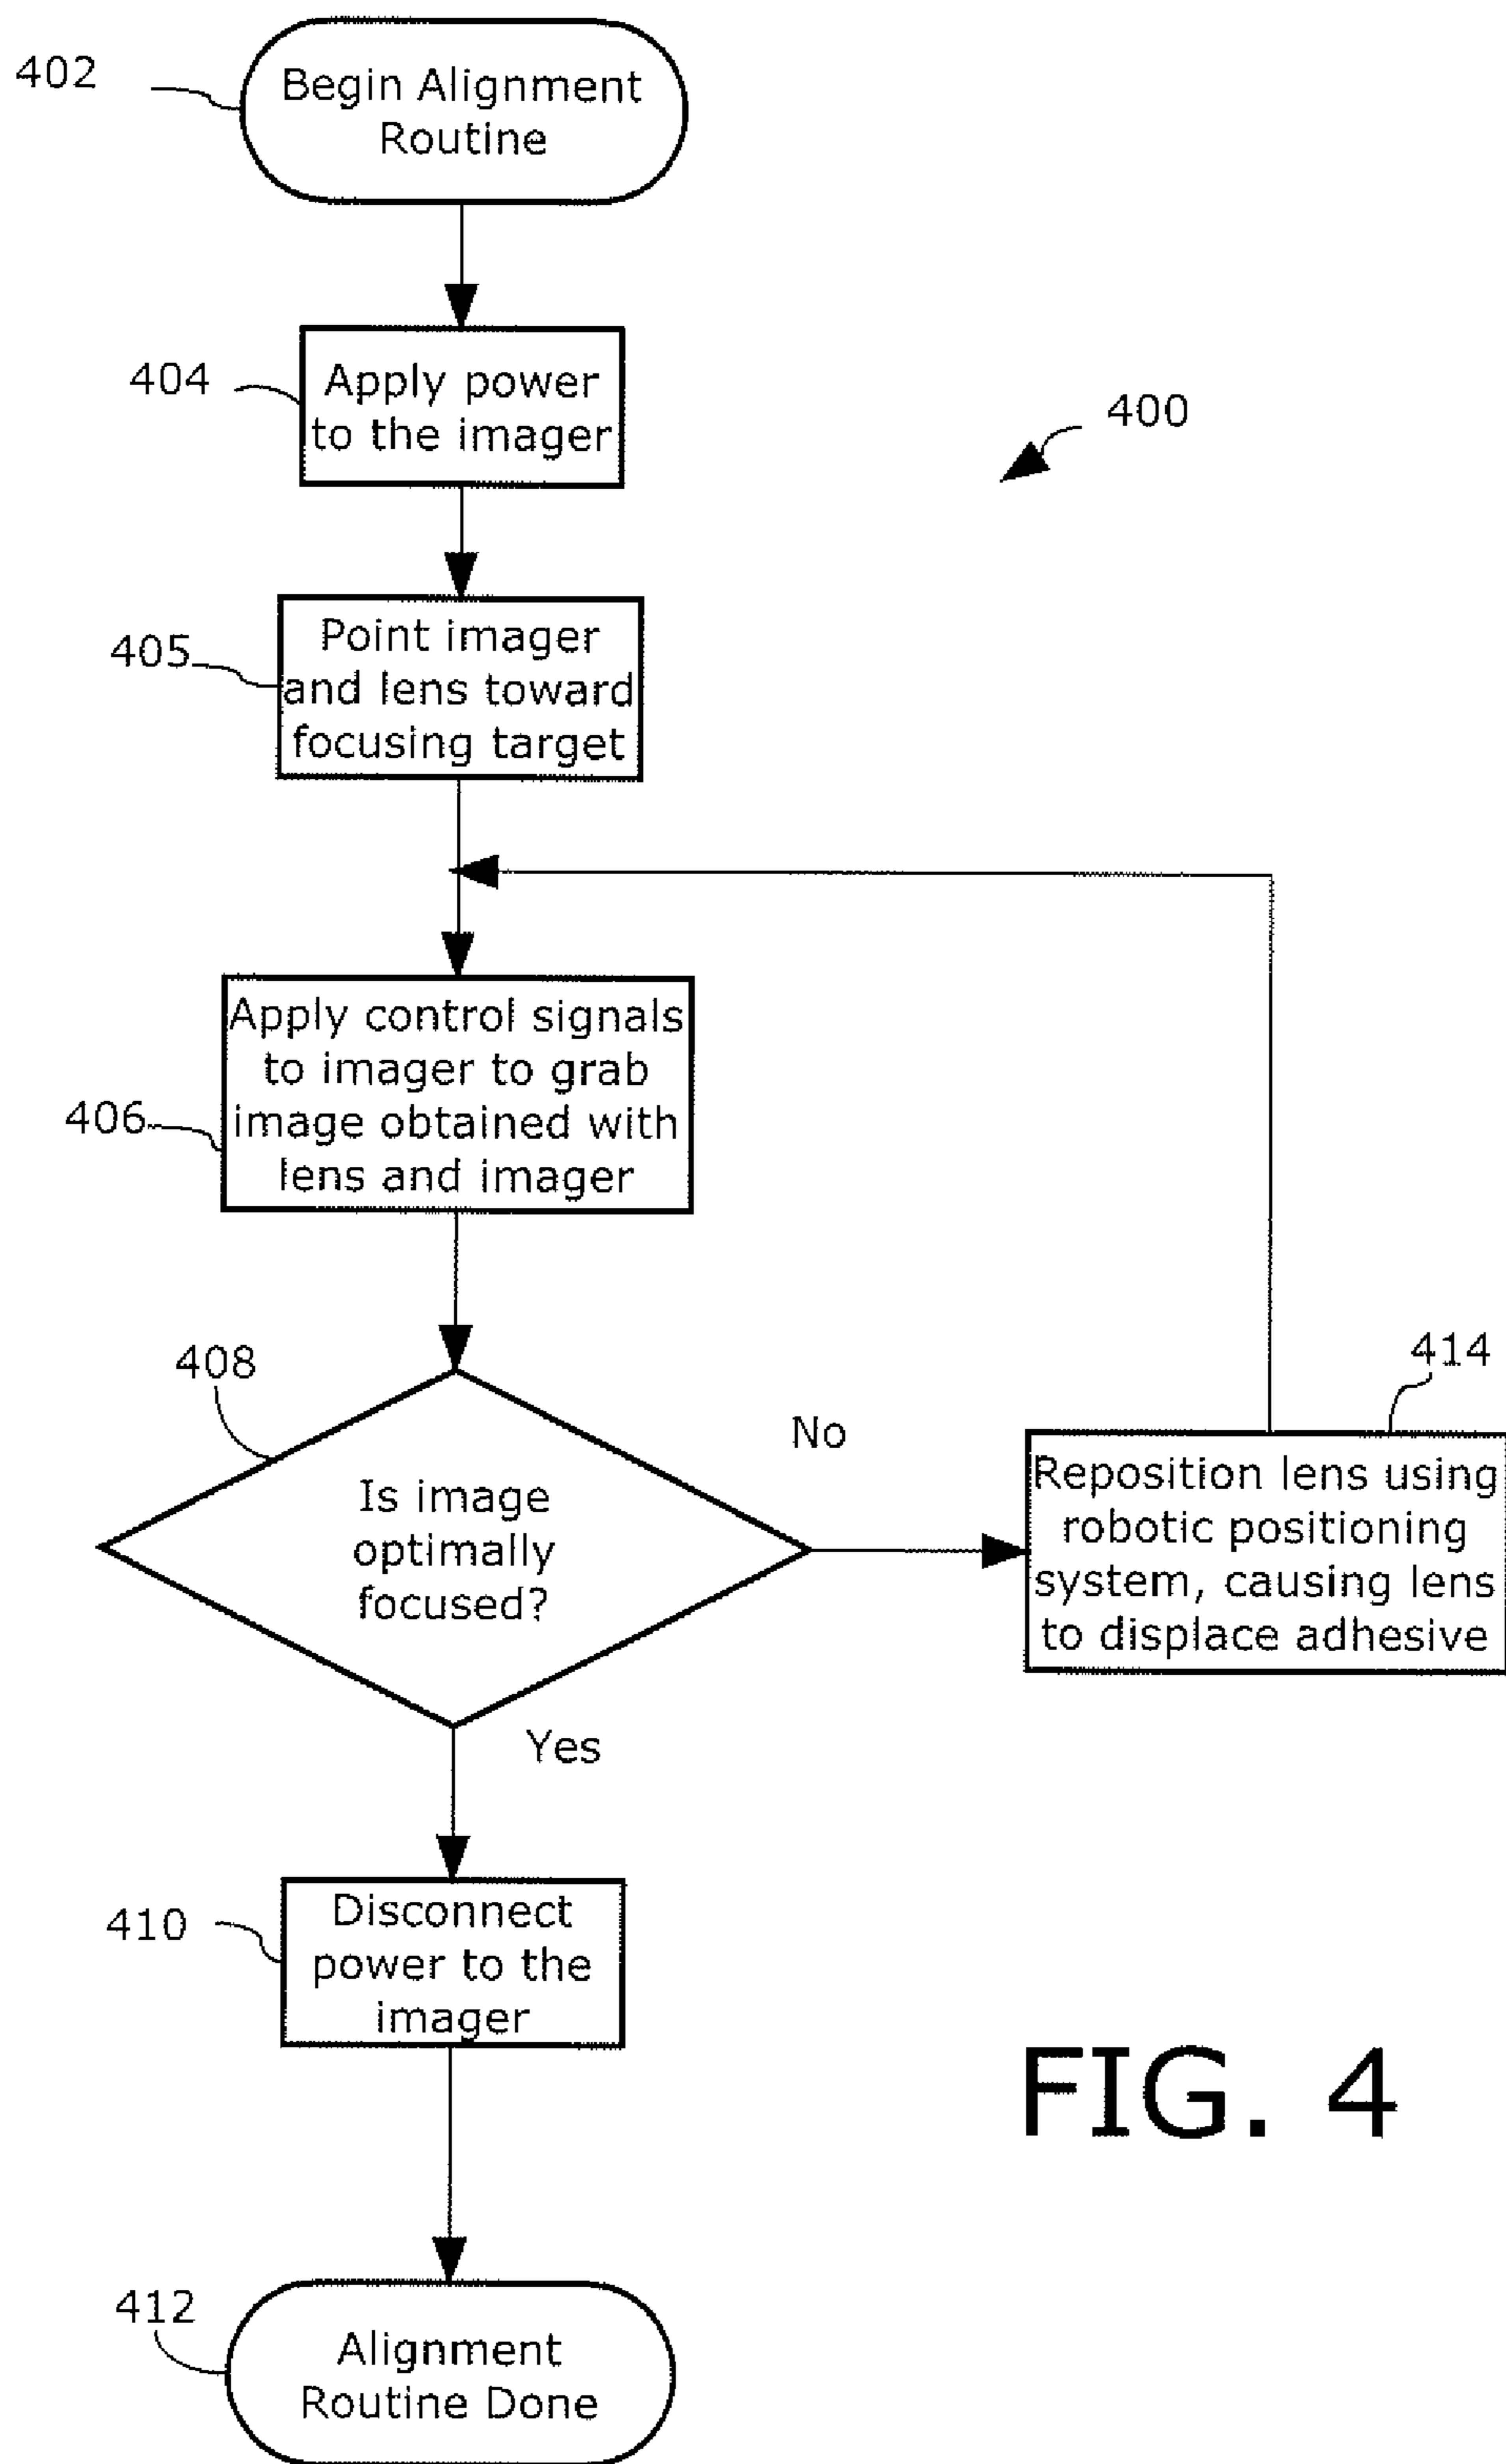 402
Begin Alignment
Routine
404
Apply power
to the imager
400
405
Point imager
and lens toward
focusing target
406
Apply control signals
to imager to grab
image obtained with
lens and imager
408
Is image
optimally
focused?
No
414
Reposition lens using
robotic positioning
system, causing lens
to displace adhesive
Yes
410
Disconnect
power to the
imager
FIG. 4
412
Alignment
Routine Done